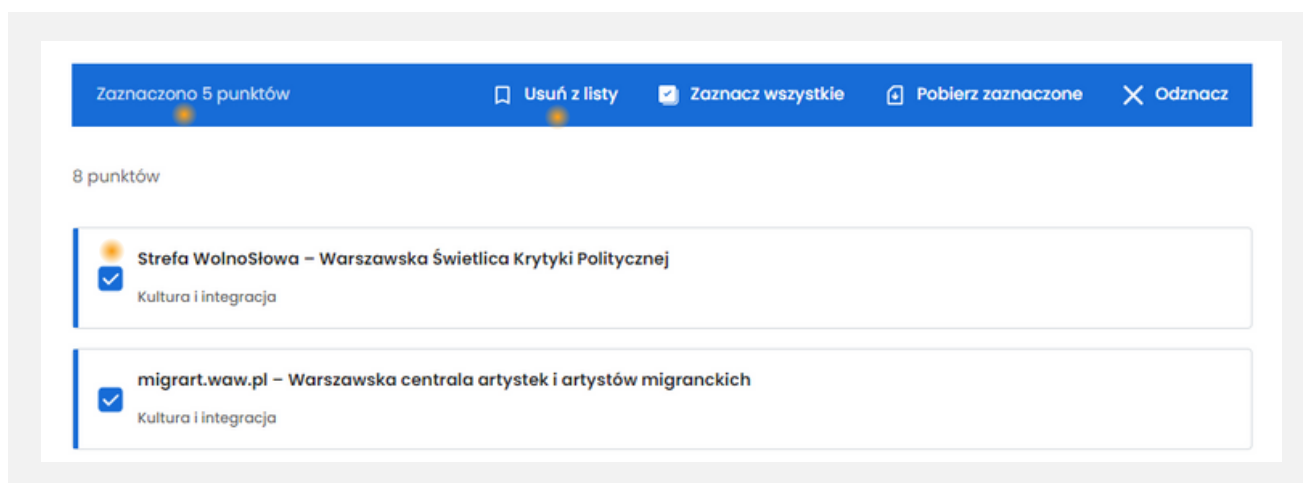 Zaznaczono 5 punktów Usuń z listy Zaznacz wszystkie Pobierz zaznaczone Odznacz
8 punktów
Strefa WolnoSłowa – Warszawska Świetlica Krytyki Politycznej
Kultura i integracja
migrart.waw.pl – Warszawska centrala artystek i artystów migranckich
Kultura i integracja